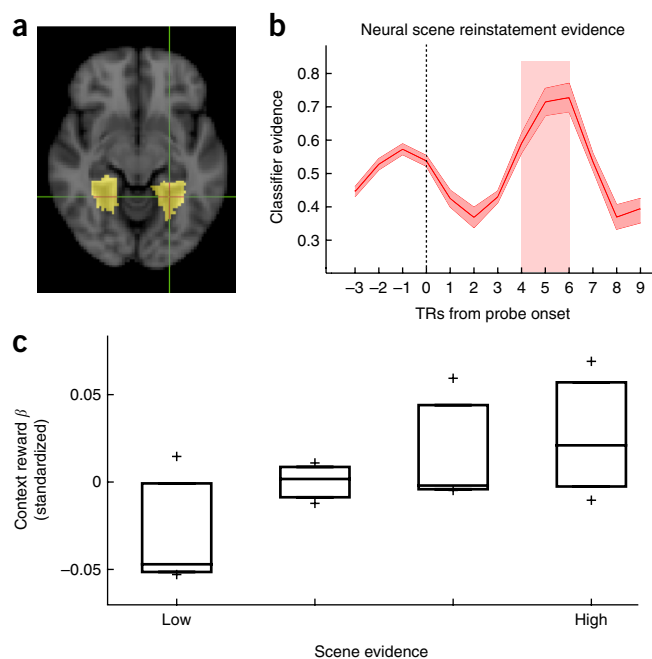 a
b
Neural scene reinstatement evidence
Classifier evidence
0.8
0.7
0.6
0.5
0.4
0.3
−3 −2 −1 0 1 2 3 4 5 6 7 8 9
TRs from probe onset
c
Context reward β
(standardized)
0.05
0
−0.05
Low
High
Scene evidence